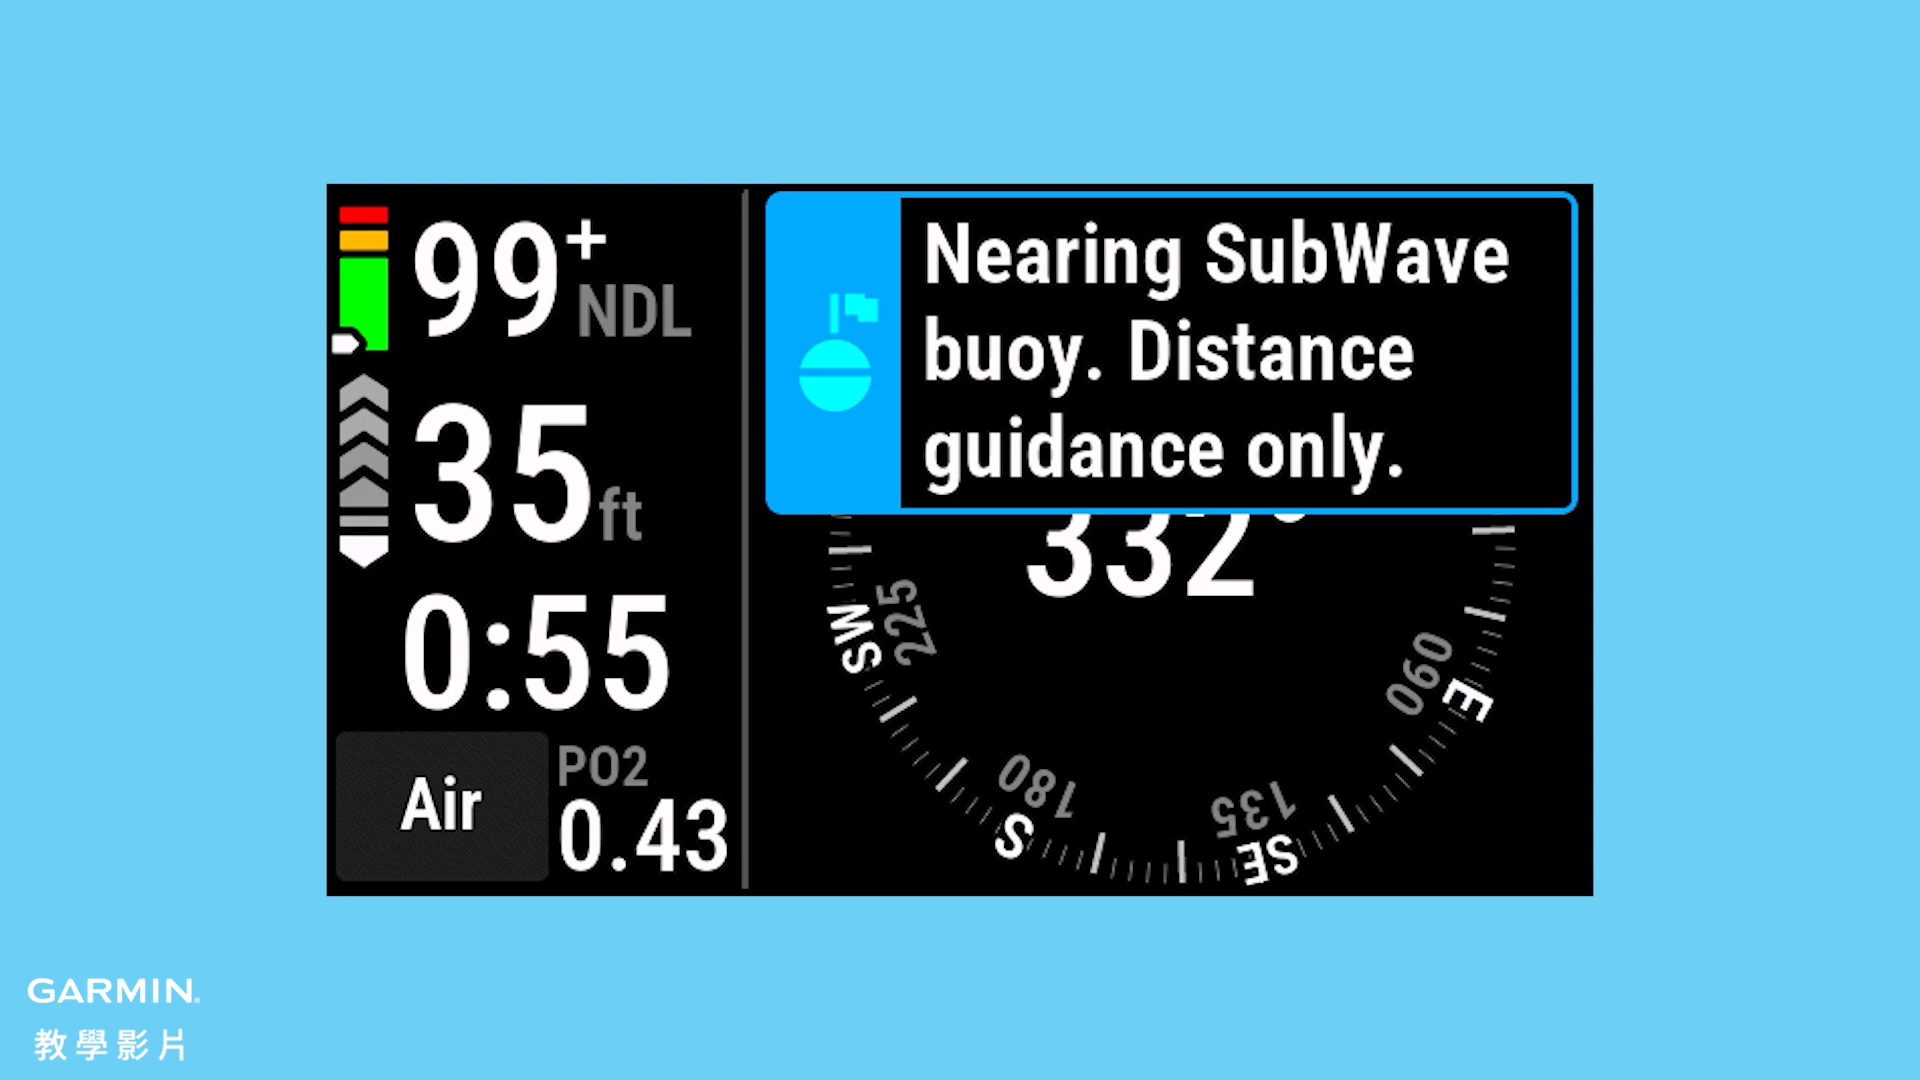 99+
NDL
35 ft
0:55
Air
PO2
0.43
Nearing SubWave
buoy. Distance
guidance only.
332°
SW
225
S
180
SE
135
E
090
GARMIN.
教學影片